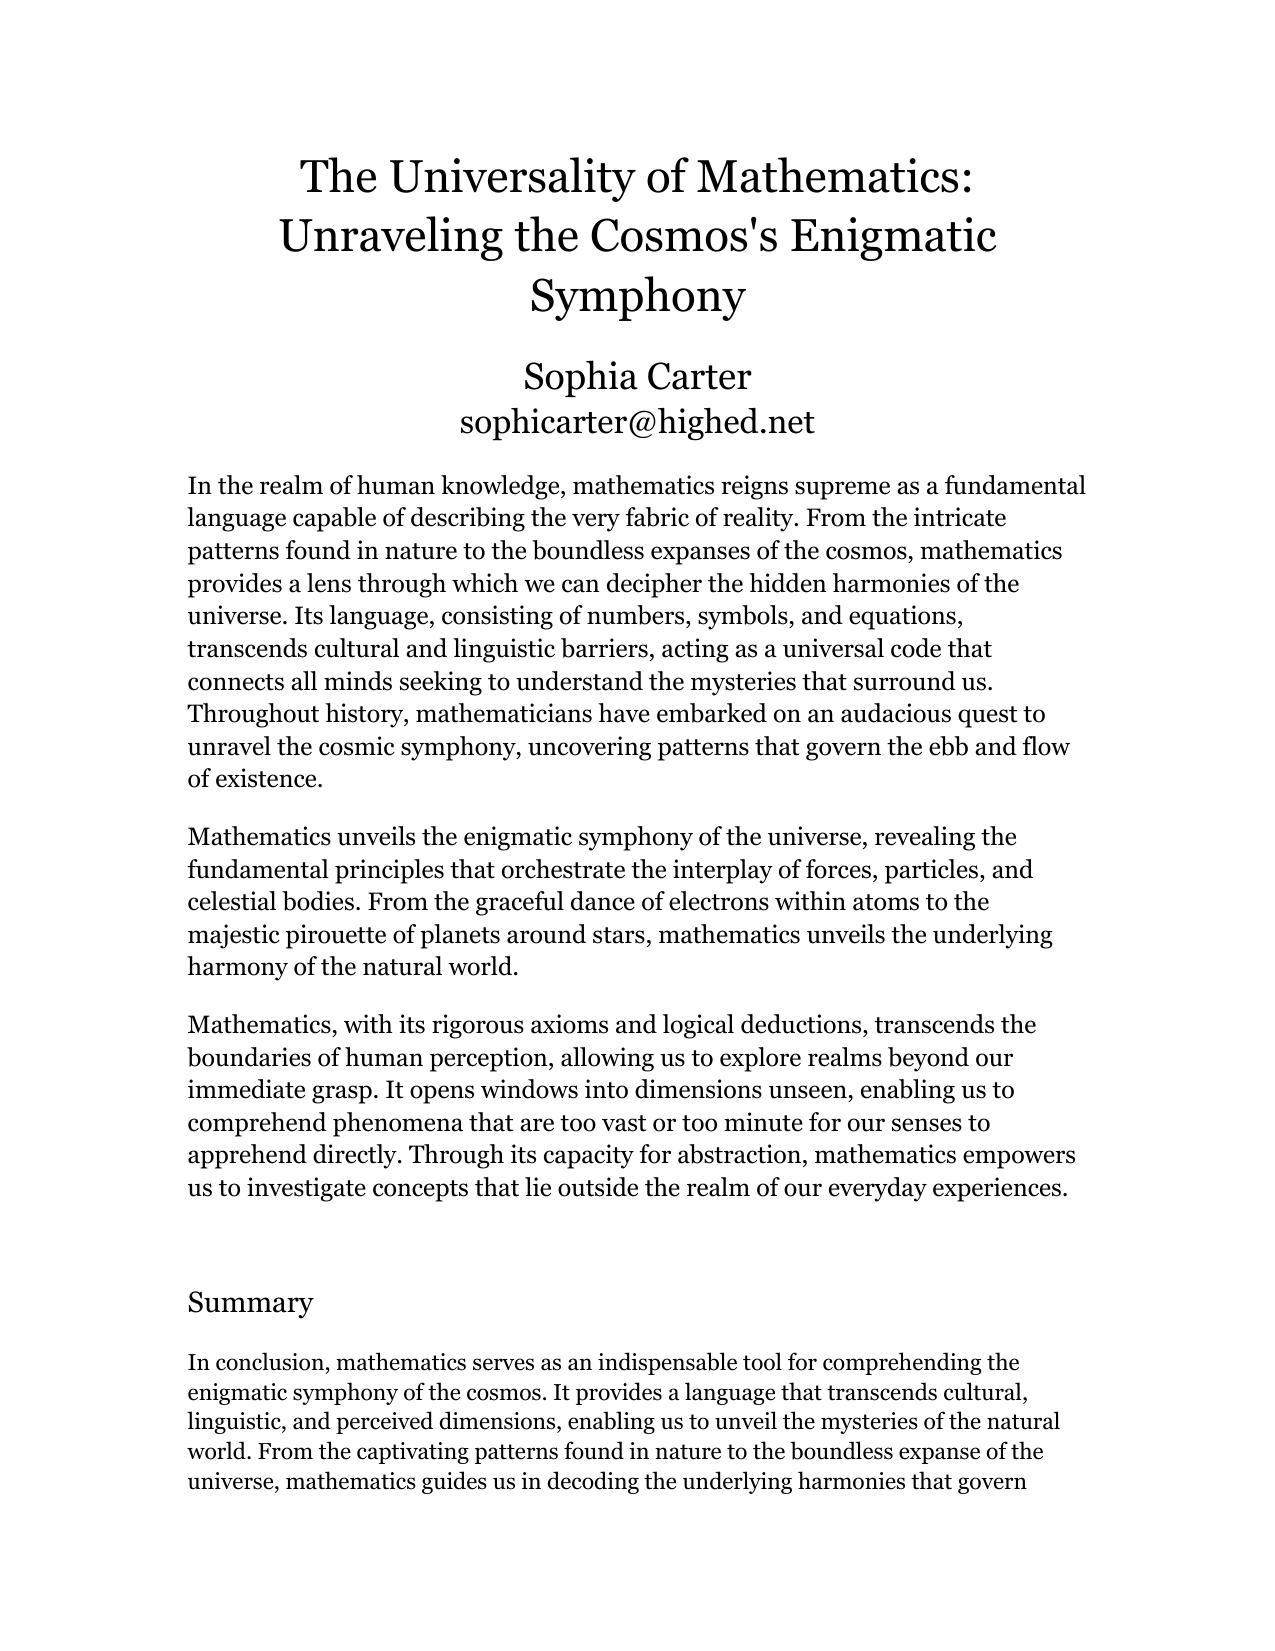 The Universality of Mathematics:
Unraveling the Cosmos's Enigmatic
Symphony
Sophia Carter
sophicarter@highed.net
In the realm of human knowledge, mathematics reigns supreme as a fundamental
language capable of describing the very fabric of reality. From the intricate
patterns found in nature to the boundless expanses of the cosmos, mathematics
provides a lens through which we can decipher the hidden harmonies of the
universe. Its language, consisting of numbers, symbols, and equations,
transcends cultural and linguistic barriers, acting as a universal code that
connects all minds seeking to understand the mysteries that surround us.
Throughout history, mathematicians have embarked on an audacious quest to
unravel the cosmic symphony, uncovering patterns that govern the ebb and flow
of existence.
Mathematics unveils the enigmatic symphony of the universe, revealing the
fundamental principles that orchestrate the interplay of forces, particles, and
celestial bodies. From the graceful dance of electrons within atoms to the
majestic pirouette of planets around stars, mathematics unveils the underlying
harmony of the natural world.
Mathematics, with its rigorous axioms and logical deductions, transcends the
boundaries of human perception, allowing us to explore realms beyond our
immediate grasp. It opens windows into dimensions unseen, enabling us to
comprehend phenomena that are too vast or too minute for our senses to
apprehend directly. Through its capacity for abstraction, mathematics empowers
us to investigate concepts that lie outside the realm of our everyday experiences.
Summary
In conclusion, mathematics serves as an indispensable tool for comprehending the
enigmatic symphony of the cosmos. It provides a language that transcends cultural,
linguistic, and perceived dimensions, enabling us to unveil the mysteries of the natural
world. From the captivating patterns found in nature to the boundless expanse of the
universe, mathematics guides us in decoding the underlying harmonies that govern